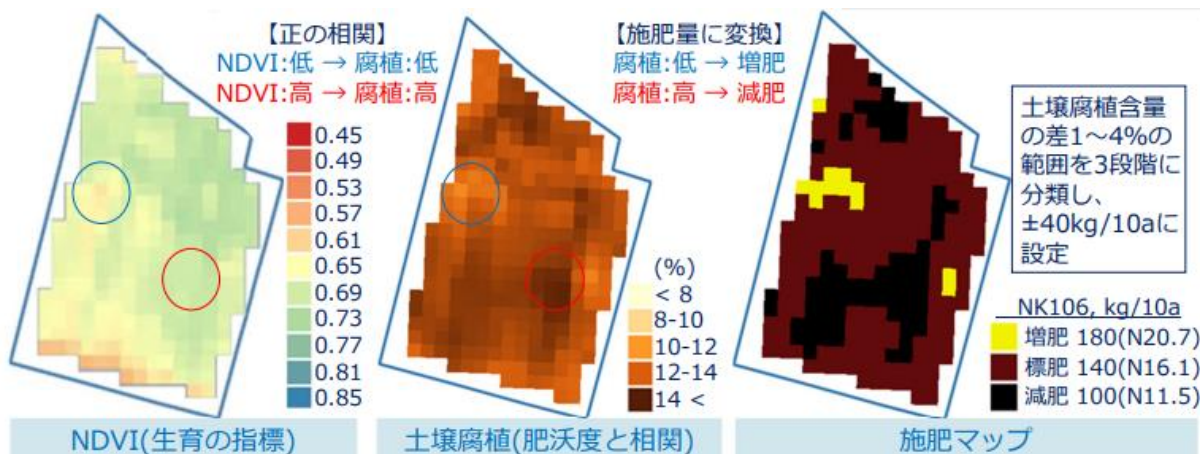 【正の相関】
NDVI:低 → 腐植:低
NDVI:高 → 腐植:高
0.45
0.49
0.53
0.57
0.61
0.65
0.69
0.73
0.77
0.81
0.85
NDVI(生育の指標)
【施肥量に変換】
腐植:低 → 増肥
腐植:高 → 減肥
(%)
< 8
8-10
10-12
12-14
14 <
土壌腐植(肥沃度と相関)
土壌腐植含量
の差1～4%の
範囲を3段階に
分類し、
±40kg/10aに
設定
NK106, kg/10a
増肥 180(N20.7)
標肥 140(N16.1)
減肥 100(N11.5)
施肥マップ